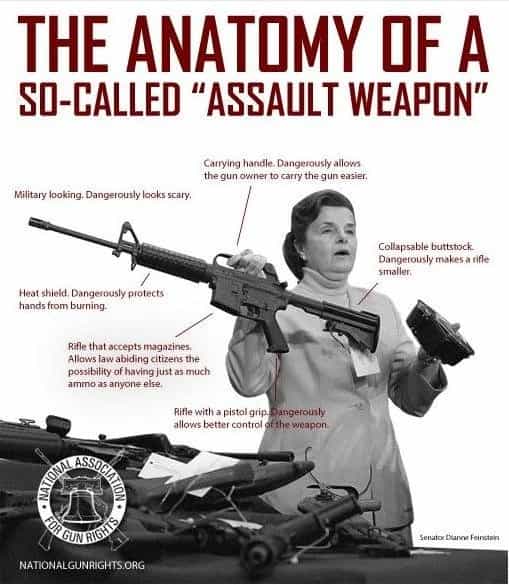 THE ANATOMY OF A
SO-CALLED “ASSAULT WEAPON”
Carrying handle. Dangerously allows
the gun owner to carry the gun easier.
Military looking. Dangerously looks scary.
Collapsable buttstock.
Dangerously makes a rifle
smaller.
Heat shield. Dangerously protects
hands from burning.
Rifle that accepts magazines.
Allows law abiding citizens the
possibility of having just as much
ammo as anyone else.
Rifle with a pistol grip. Dangerously
allows better control of the weapon.
NATIONAL ASSOCIATION
FOR GUN RIGHTS
Senator Dianne Feinstein
NATIONALGUNRIGHTS.ORG